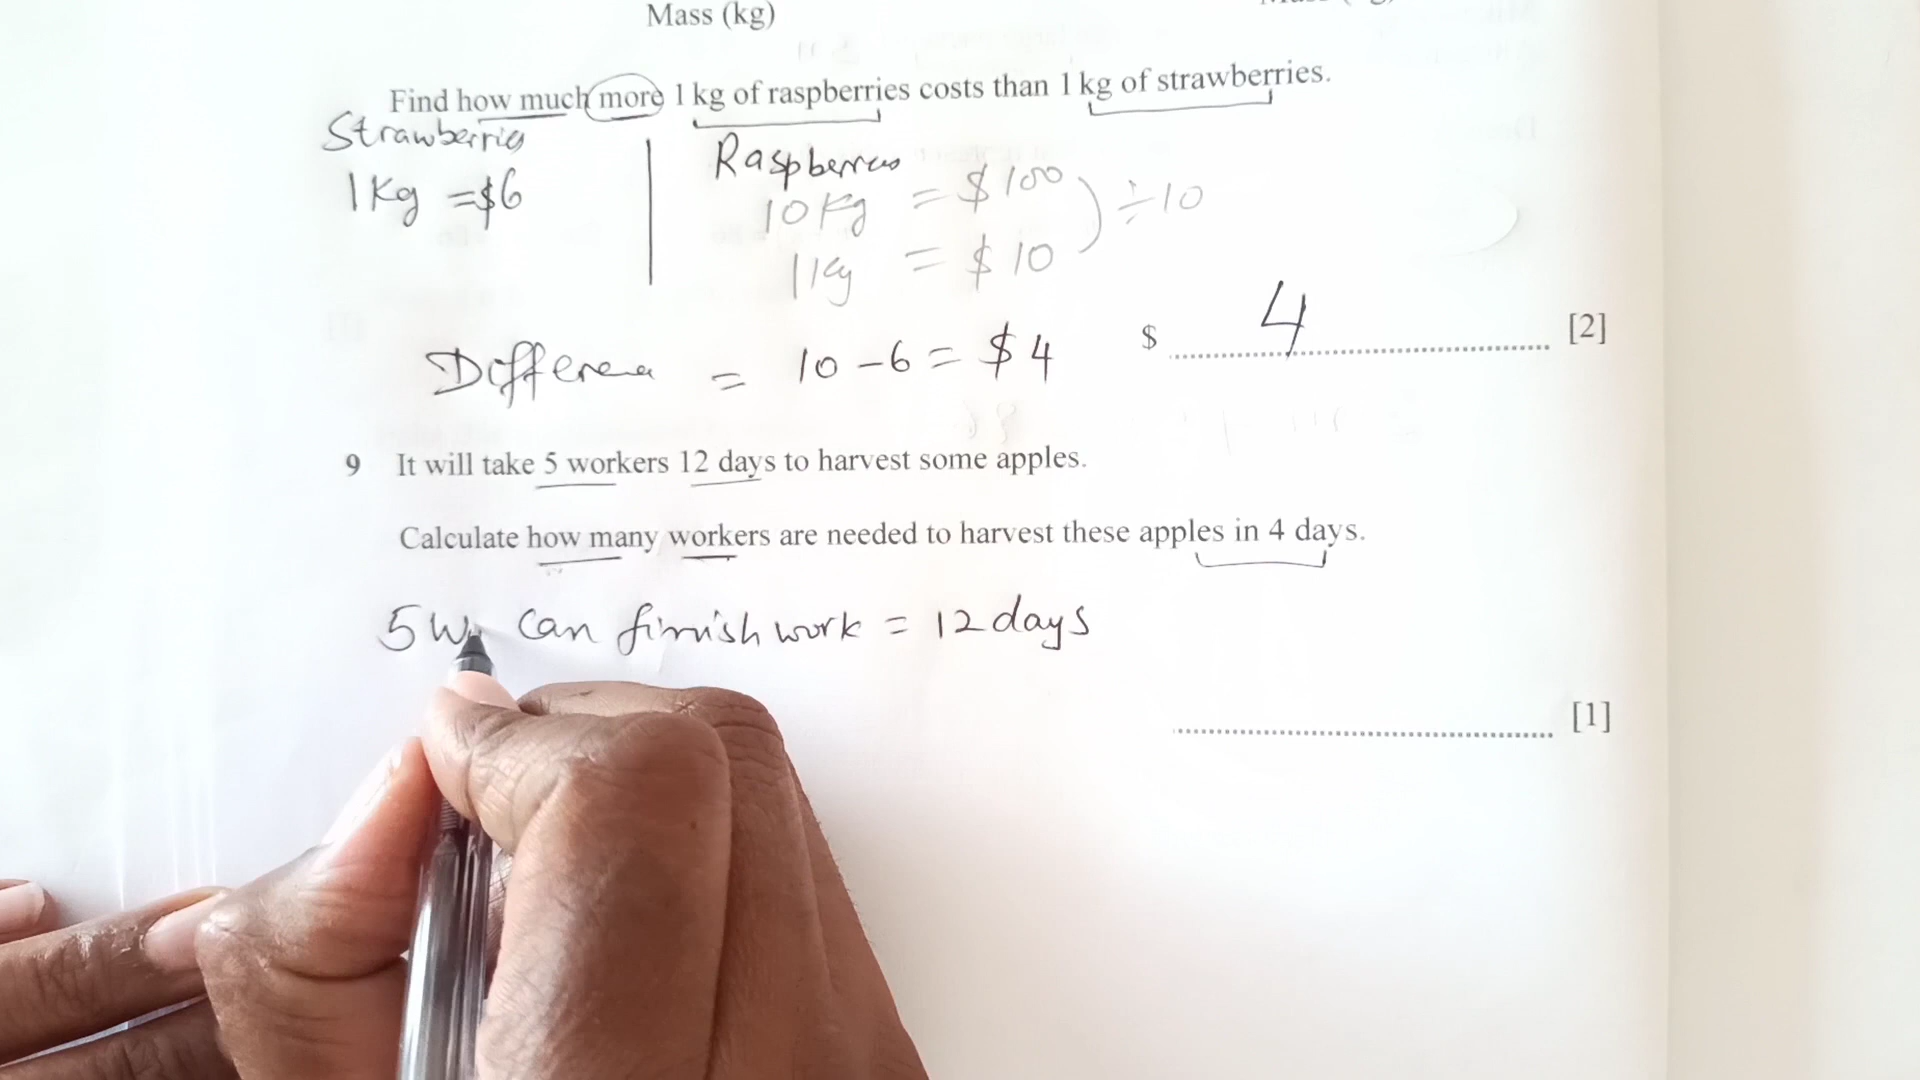 Mass (kg)
Find how much more 1 kg of raspberries costs than 1 kg of strawberries.
Strawberries
1Kg = $6
Raspberries
10 Kg = $100
÷10
1Kg = $10
$ 4 [2]
Difference = 10 - 6 = $4
9 It will take 5 workers 12 days to harvest some apples.
Calculate how many workers are needed to harvest these apples in 4 days.
5 W can finish work = 12 days
[1]